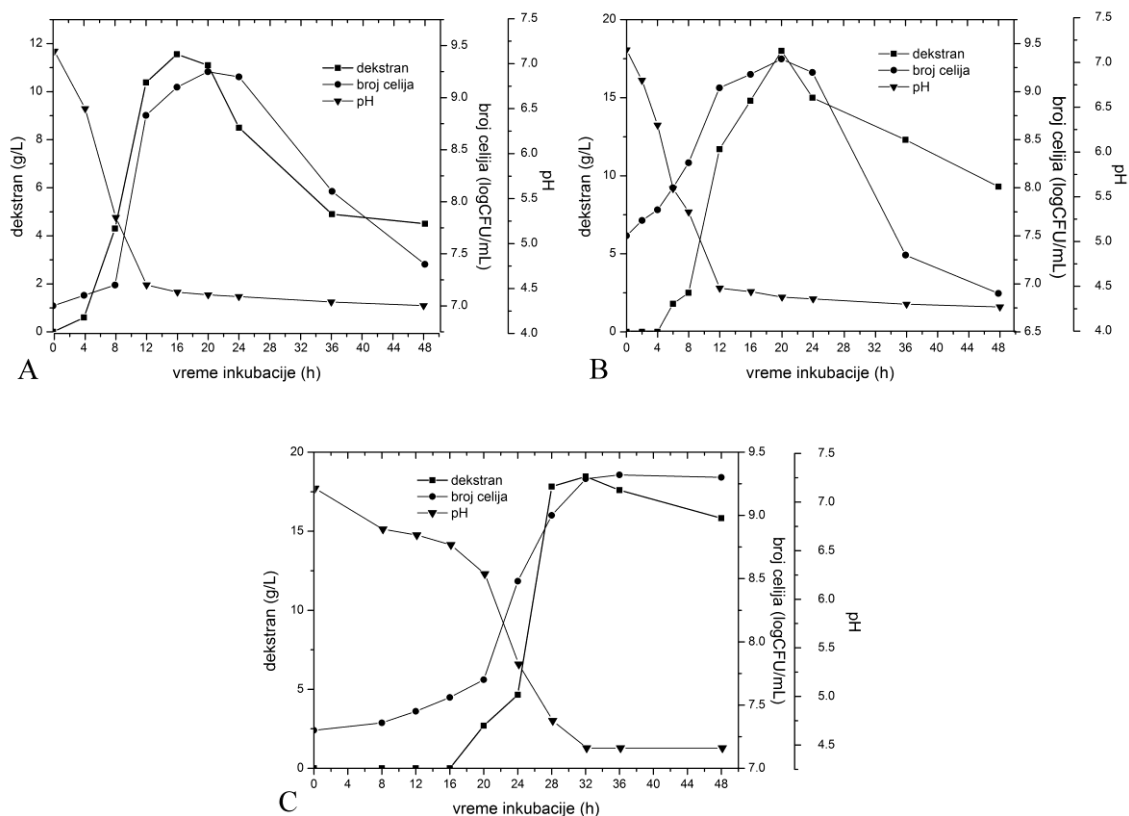 12
10
8
6
4
2
0
dekstran (g/L)
dekstran
broj celija
pH
9.5
9.0
8.5
8.0
7.5
7.0
broj celija (logCFU/mL)
7.5
7.0
6.5
6.0
5.5
5.0
4.5
4.0
pH
0 4 8 12 16 20 24 28 32 36 40 44 48
vreme inkubacije (h)
A
20
15
10
5
0
dekstran (g/L)
dekstran
broj celija
pH
9.5
9.0
8.5
8.0
7.5
7.0
6.5
broj celija (logCFU/mL)
7.5
7.0
6.5
6.0
5.5
5.0
4.5
4.0
pH
0 4 8 12 16 20 24 28 32 36 40 44 48
vreme inkubacije (h)
B
20
15
10
5
0
dekstran (g/L)
dekstran
broj celija
pH
9.5
9.0
8.5
8.0
7.5
7.0
broj celija (logCFU/mL)
7.5
7.0
6.5
6.0
5.5
5.0
4.5
pH
0 4 8 12 16 20 24 28 32 36 40 44 48
vreme inkubacije (h)
C